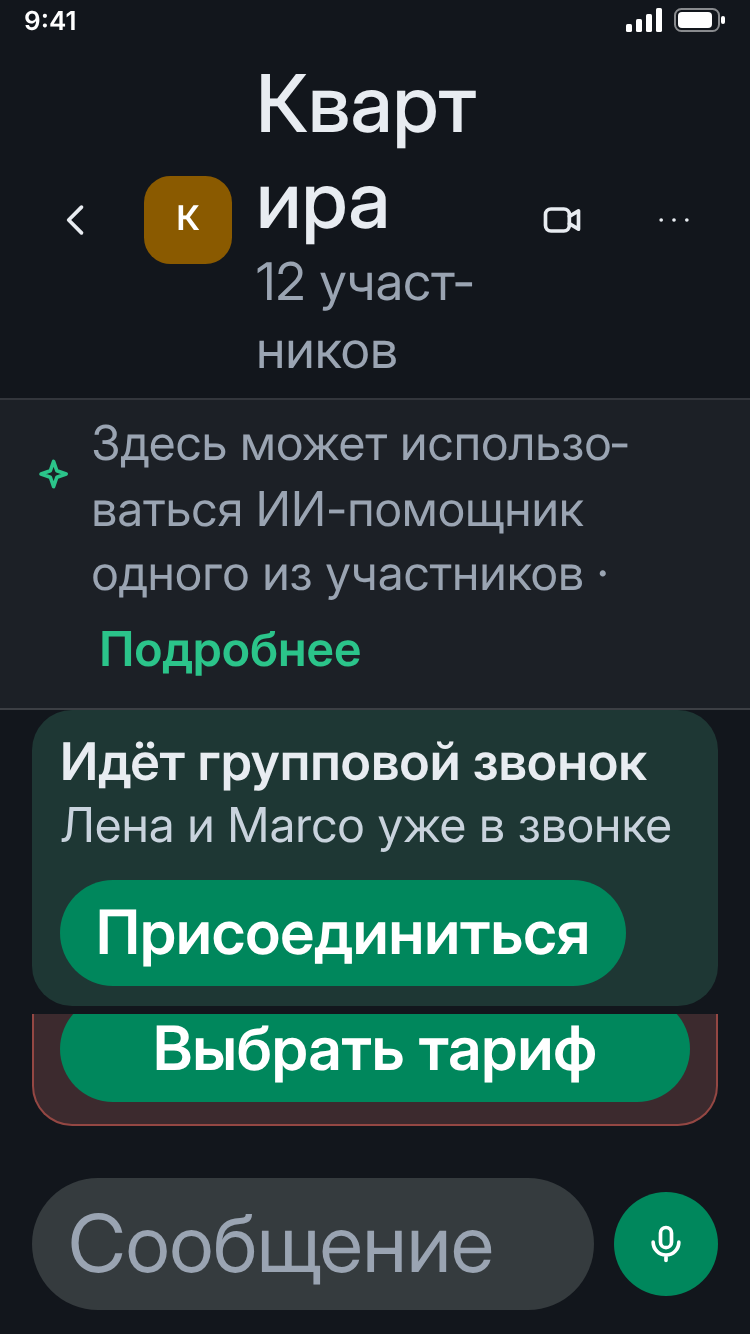 9:41
Кварт
ира
К
12 участ-
ников
Здесь может использо-
ваться ИИ-помощник
одного из участников ·
Подробнее
Идёт групповой звонок
Лена и Marco уже в звонке
Присоединиться
Выбрать тариф
Сообщение